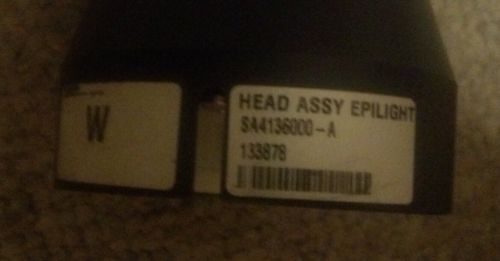 W
HEAD ASSY EPILIGHT
SA4136000-A
133878